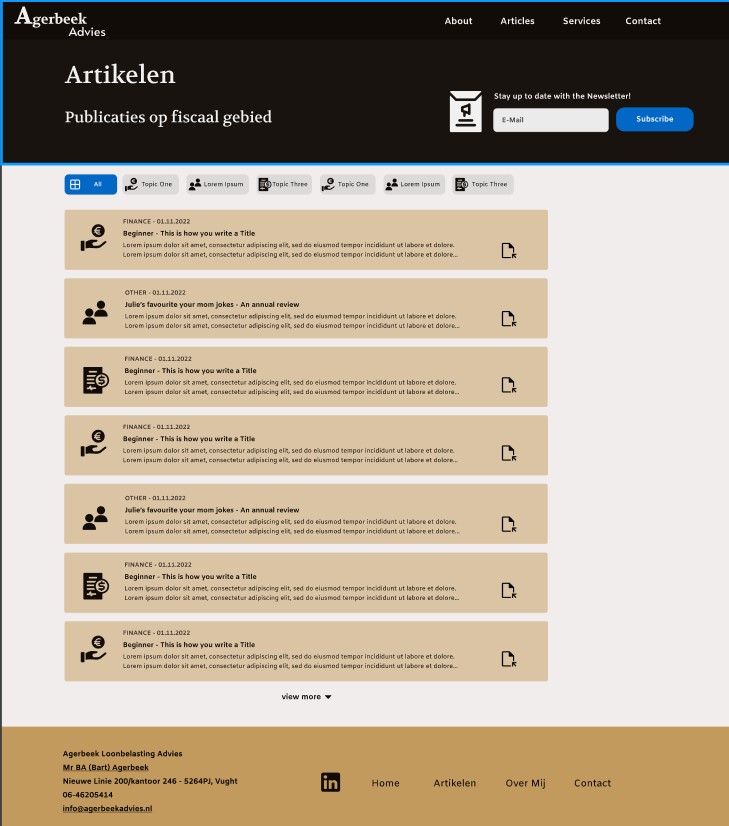 Agerbeek
Advies
About Articles Services Contact
Artikelen
Publicaties op fiscaal gebied
Stay up to date with the Newsletter!
E-Mail Subscribe
All Topic One Lorem Ipsum Topic Three Topic One Lorem Ipsum Topic Three
FINANCE - 01.11.2022
Beginner - This is how you write a Title
Lorem ipsum dolor sit amet, consectetur adipiscing elit, sed do eiusmod tempor incididunt ut labore et dolore.
Lorem ipsum dolor sit amet, consectetur adipiscing elit, sed do eiusmod tempor incididunt ut labore et dolore...
OTHER - 01.11.2022
Julie's favourite your mom jokes - An annual review
Lorem ipsum dolor sit amet, consectetur adipiscing elit, sed do eiusmod tempor incididunt ut labore et dolore.
Lorem ipsum dolor sit amet, consectetur adipiscing elit, sed do eiusmod tempor incididunt ut labore et dolore...
FINANCE - 01.11.2022
Beginner - This is how you write a Title
Lorem ipsum dolor sit amet, consectetur adipiscing elit, sed do eiusmod tempor incididunt ut labore et dolore.
Lorem ipsum dolor sit amet, consectetur adipiscing elit, sed do eiusmod tempor incididunt ut labore et dolore...
FINANCE - 01.11.2022
Beginner - This is how you write a Title
Lorem ipsum dolor sit amet, consectetur adipiscing elit, sed do eiusmod tempor incididunt ut labore et dolore.
Lorem ipsum dolor sit amet, consectetur adipiscing elit, sed do eiusmod tempor incididunt ut labore et dolore...
OTHER - 01.11.2022
Julie's favourite your mom jokes - An annual review
Lorem ipsum dolor sit amet, consectetur adipiscing elit, sed do eiusmod tempor incididunt ut labore et dolore.
Lorem ipsum dolor sit amet, consectetur adipiscing elit, sed do eiusmod tempor incididunt ut labore et dolore...
FINANCE - 01.11.2022
Beginner - This is how you write a Title
Lorem ipsum dolor sit amet, consectetur adipiscing elit, sed do eiusmod tempor incididunt ut labore et dolore.
Lorem ipsum dolor sit amet, consectetur adipiscing elit, sed do eiusmod tempor incididunt ut labore et dolore...
FINANCE - 01.11.2022
Beginner - This is how you write a Title
Lorem ipsum dolor sit amet, consectetur adipiscing elit, sed do eiusmod tempor incididunt ut labore et dolore.
Lorem ipsum dolor sit amet, consectetur adipiscing elit, sed do eiusmod tempor incididunt ut labore et dolore...
view more
Agerbeek Loonbelasting Advies
Mr BA (Bart) Agerbeek
Nieuwe Linie 200/kantoor 246 - 5264PJ, Vught
06-46205414
info@agerbeekadvies.nl
in Home Artikelen Over Mij Contact